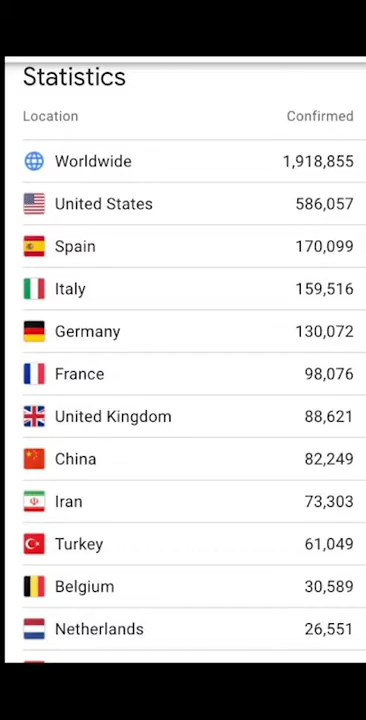 Statistics
Location Confirmed
Worldwide 1,918,855
United States 586,057
Spain 170,099
Italy 159,516
Germany 130,072
France 98,076
United Kingdom 88,621
China 82,249
Iran 73,303
Turkey 61,049
Belgium 30,589
Netherlands 26,551